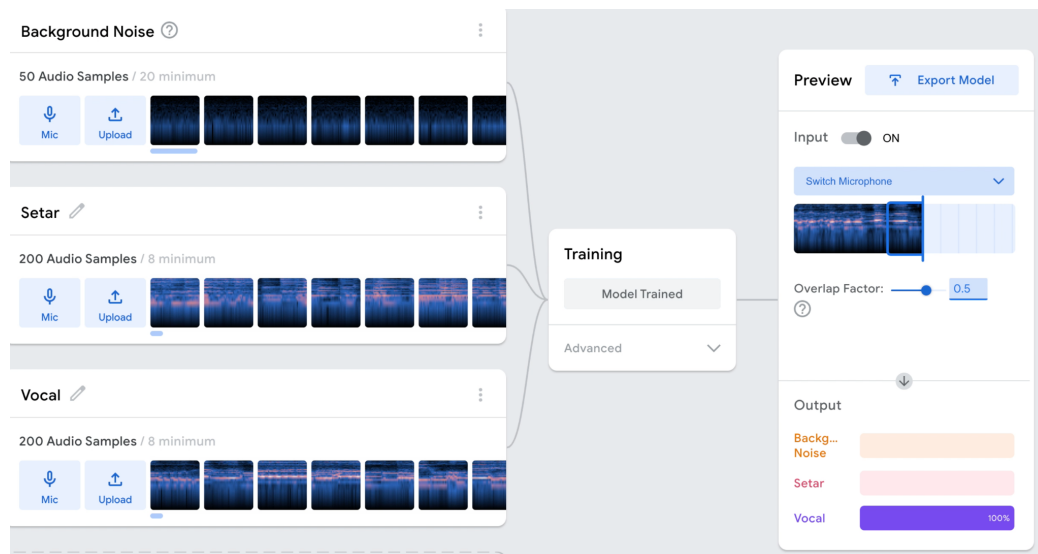 Background Noise
50 Audio Samples / 20 minimum
Mic
Upload
Setar
200 Audio Samples / 8 minimum
Mic
Upload
Vocal
200 Audio Samples / 8 minimum
Mic
Upload
Training
Model Trained
Advanced
Preview
Export Model
Input
ON
Switch Microphone
Overlap Factor:
0.5
Output
Backg...
Noise
Setar
Vocal
100%